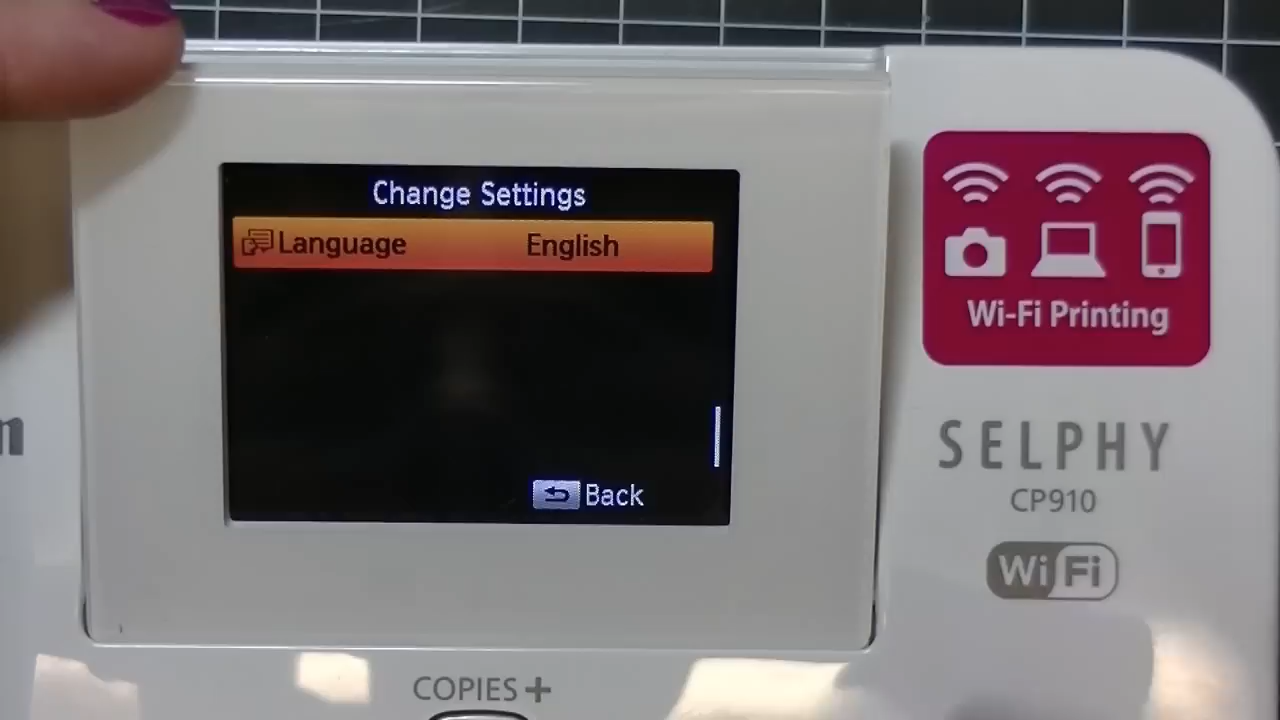 Change Settings
Language English
Back
Wi-Fi Printing
n
SELPHY
CP910
WiFi
COPIES+